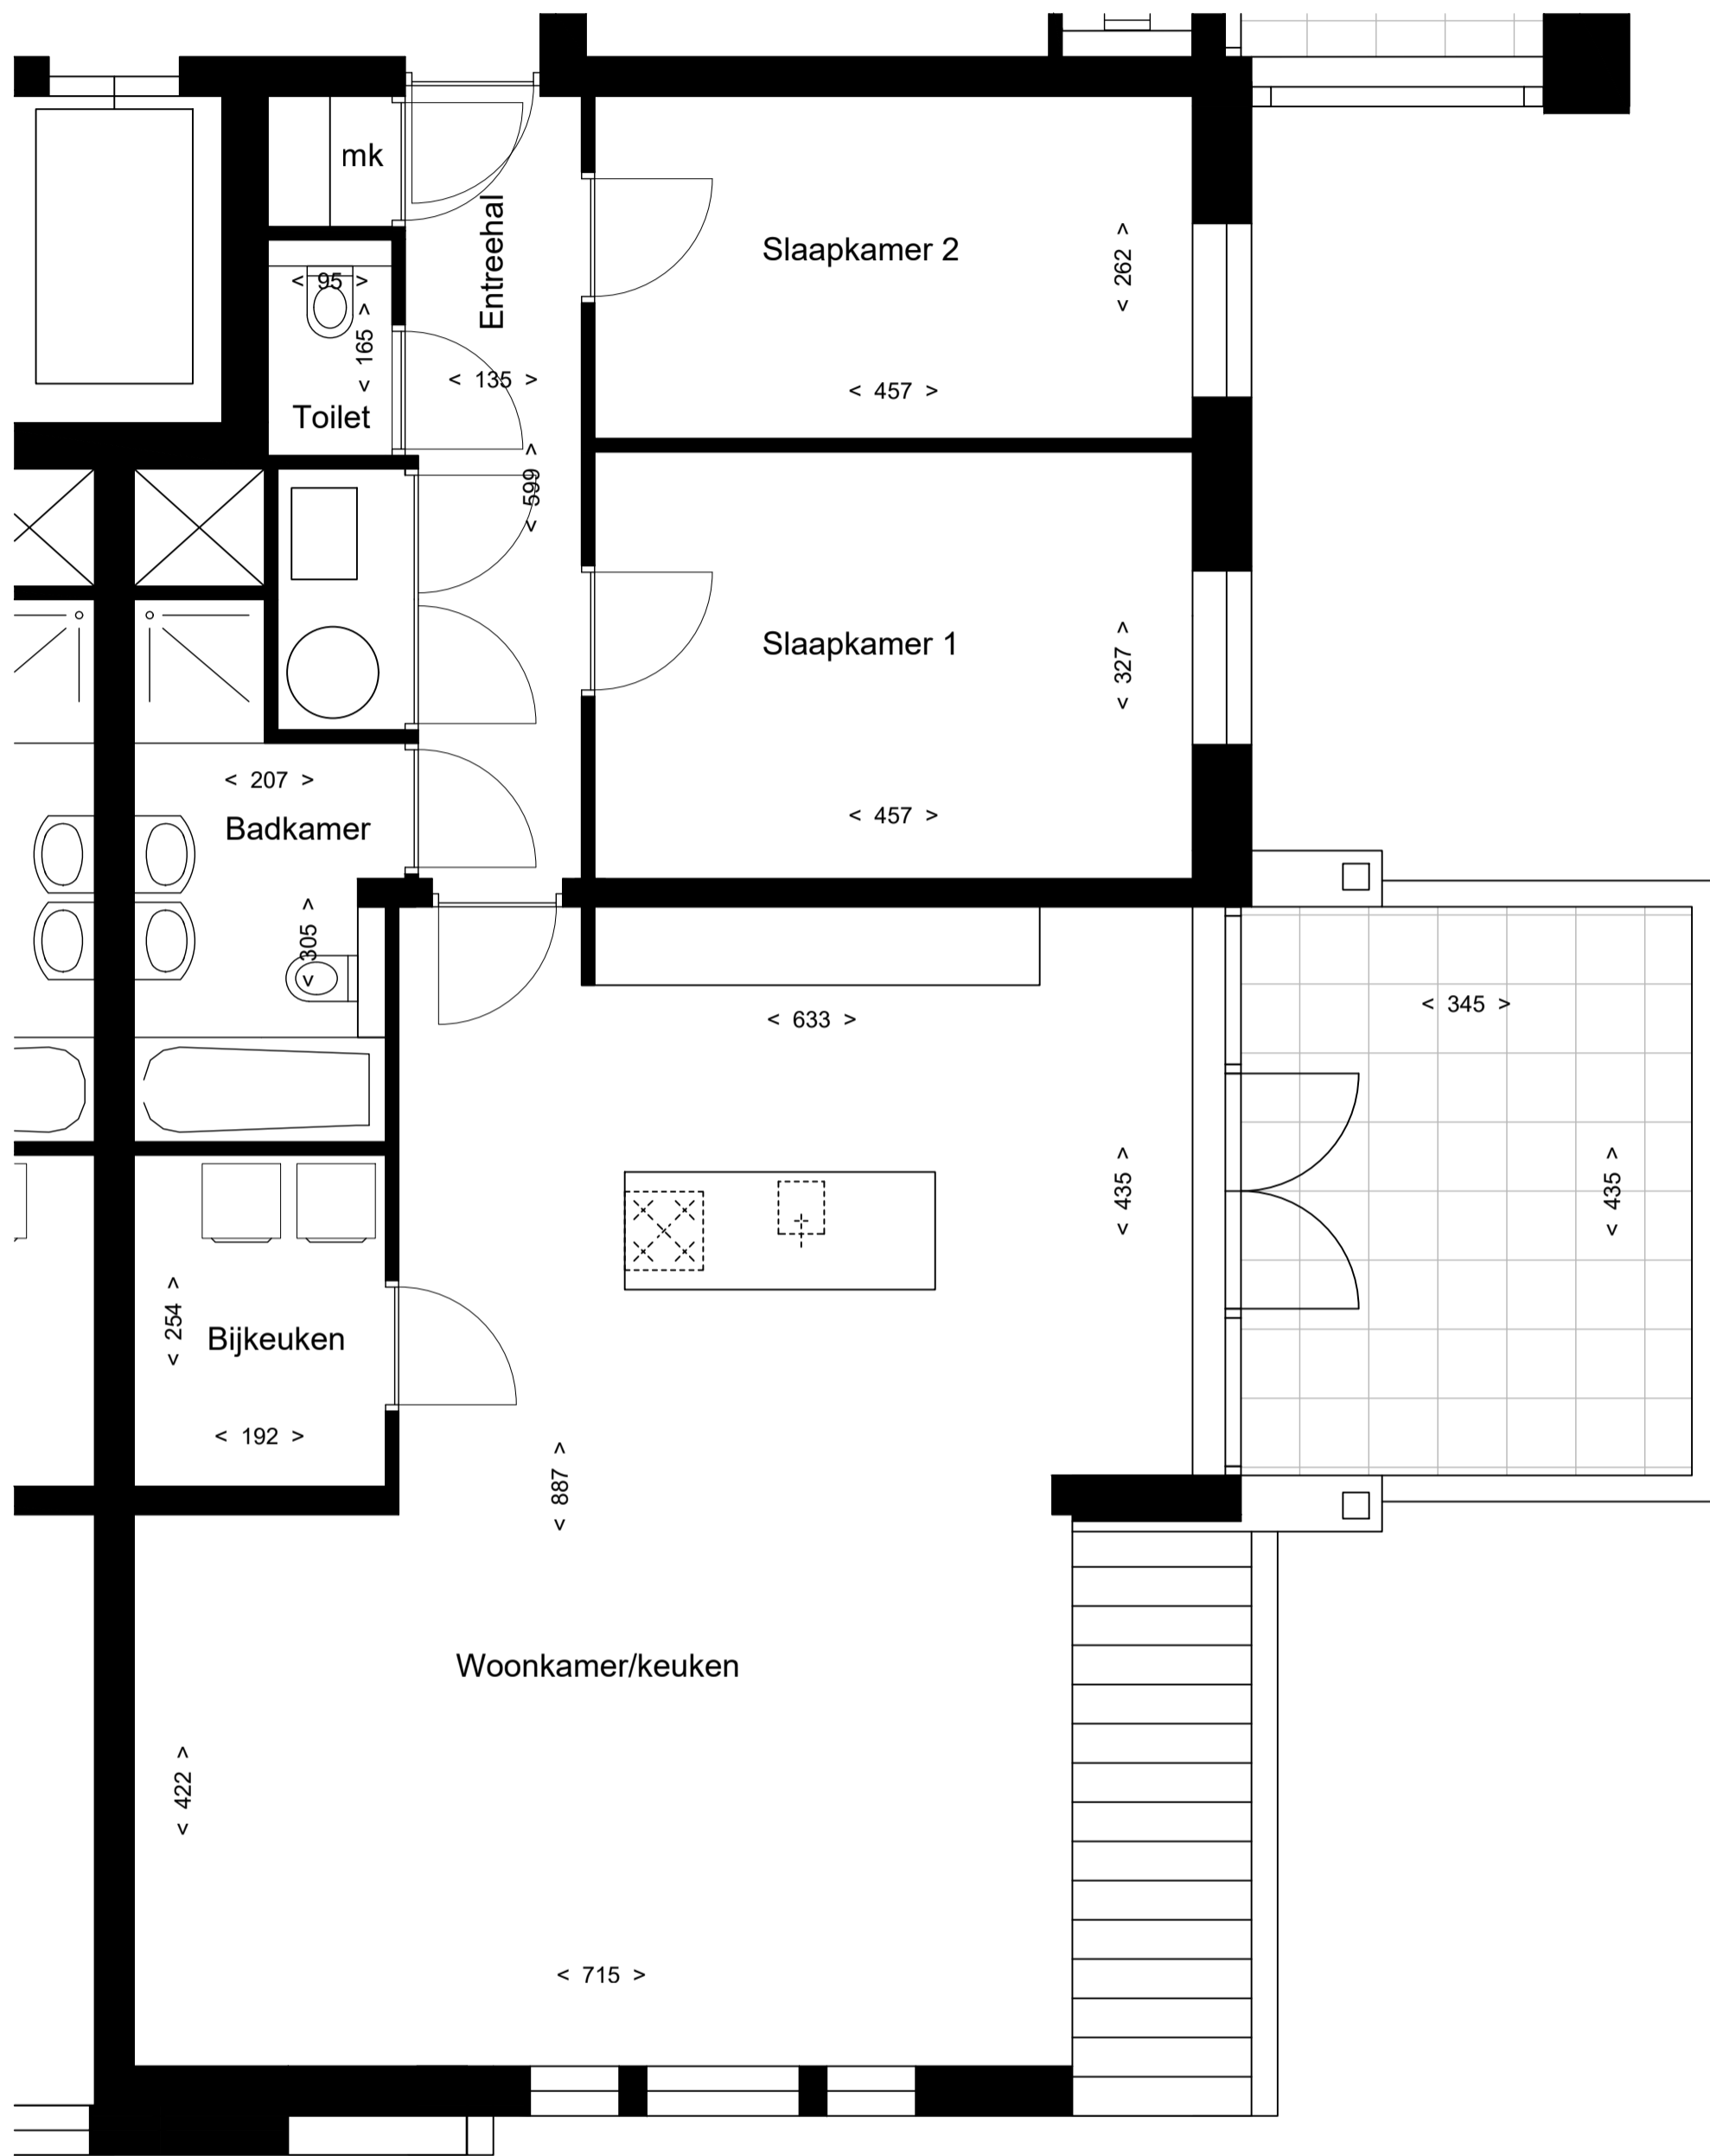 mk
Entreehal
Slaapkamer 2
< 262 >
< 95 >
< 165 >
< 135 >
< 457 >
Toilet
< 599 >
Slaapkamer 1
< 327 >
< 207 >
Badkamer
< 457 >
< 305 >
< 633 >
< 345 >
< 435 >
< 435 >
< 254 >
Bijkeuken
< 192 >
< 887 >
Woonkamer/keuken
< 422 >
< 715 >